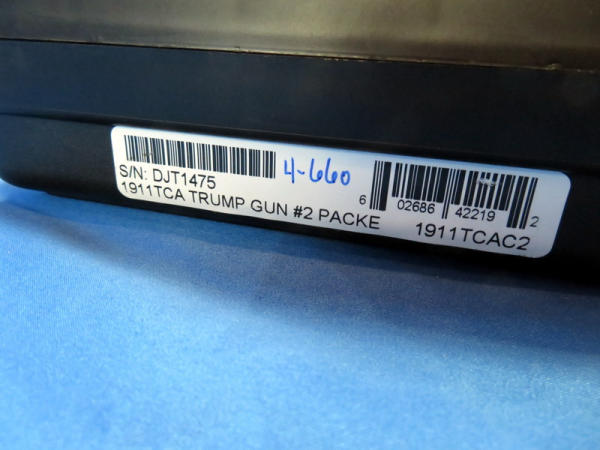 S/N: DJT1475
4-660
1911TCA TRUMP GUN #2 PACKE
6 02686 42219 2
1911TCAC2